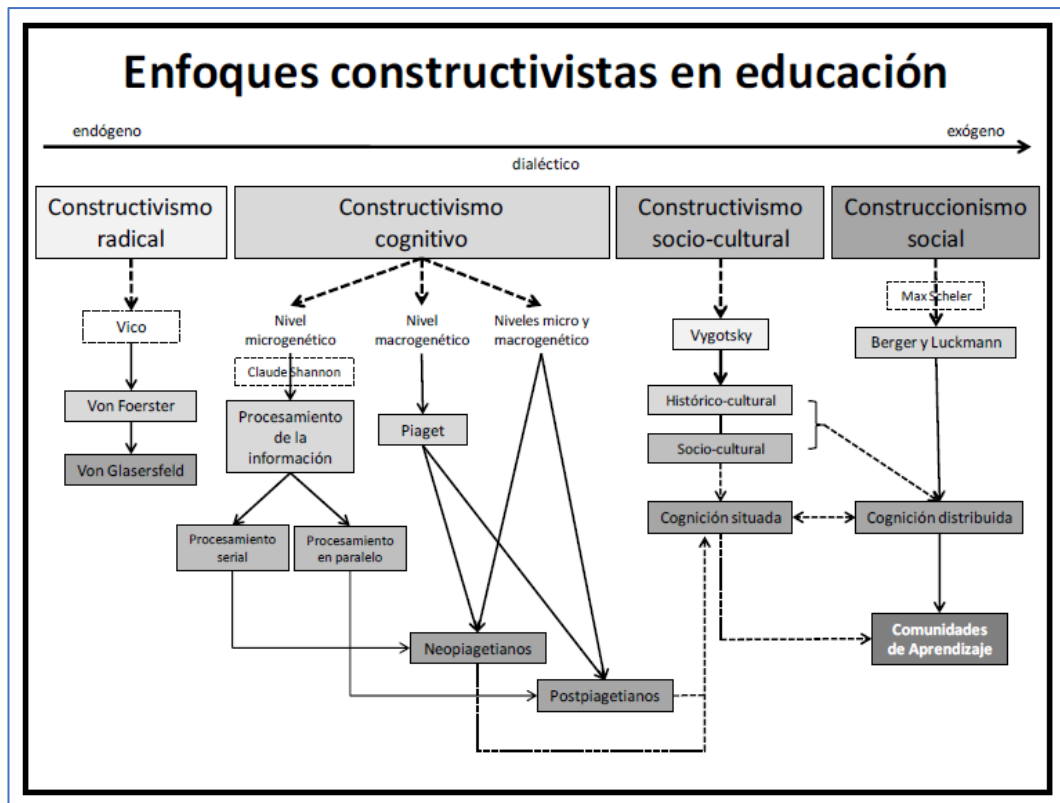 Enfoques constructivistas en educación
endógeno
exógeno
dialéctico
Constructivismo
radical
Constructivismo
cognitivo
Constructivismo
socio-cultural
Construccionismo
social
Vico
Von Foerster
Von Glasersfeld
Nivel
microgenético
Nivel
macrogenético
Niveles micro y
macrogenético
Claude Shannon
Procesamiento
de la
información
Piaget
Procesamiento
serial
Procesamiento
en paralelo
Neopiagetianos
Postpiagetianos
Vygotsky
Histórico-cultural
Socio-cultural
Cognición situada
Max Scheler
Berger y Luckmann
Cognición distribuida
Comunidades
de Aprendizaje